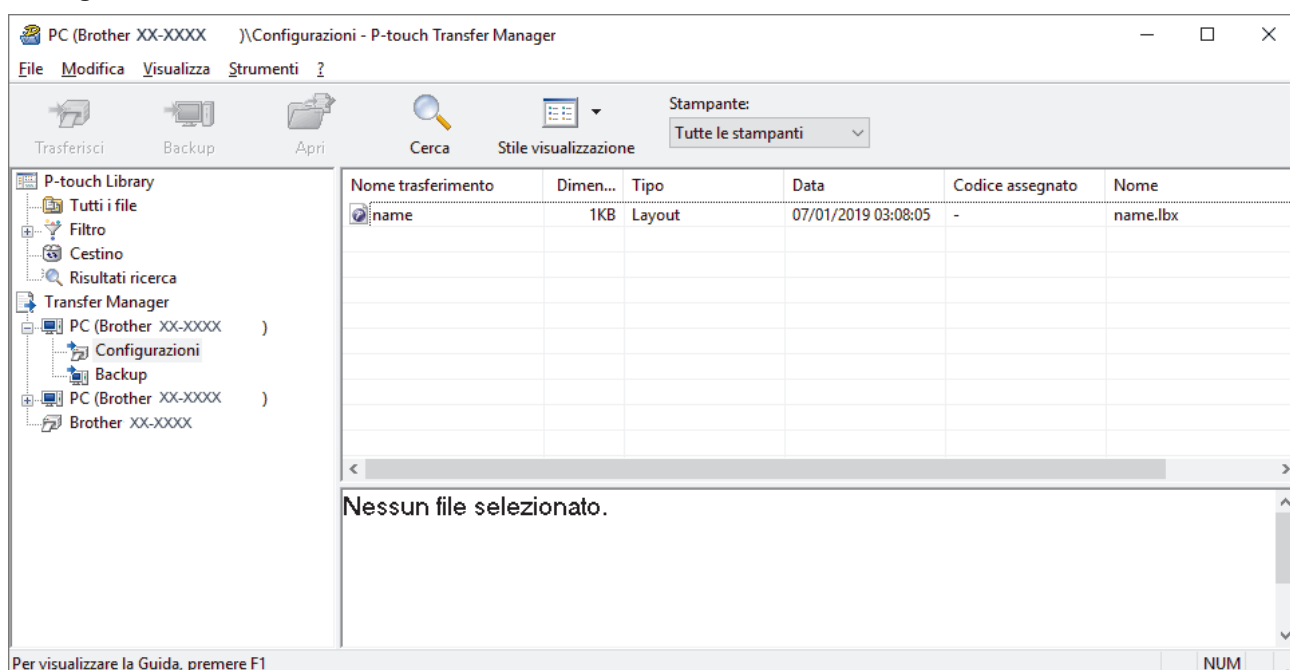 PC (Brother XX-XXXX )\Configurazioni - P-touch Transfer Manager
File Modifica Visualizza Strumenti ?
Trasferisci Backup Apri Cerca Stile visualizzazione
Stampante:
Tutte le stampanti
P-touch Library
Tutti i file
Filtro
Cestino
Risultati ricerca
Transfer Manager
PC (Brother XX-XXXX )
Configurazioni
Backup
PC (Brother XX-XXXX )
Brother XX-XXXX
Nome trasferimento Dimen... Tipo Data Codice assegnato Nome
name 1KB Layout 07/01/2019 03:08:05 - name.lbx
Nessun file selezionato.
Per visualizzare la Guida, premere F1 NUM